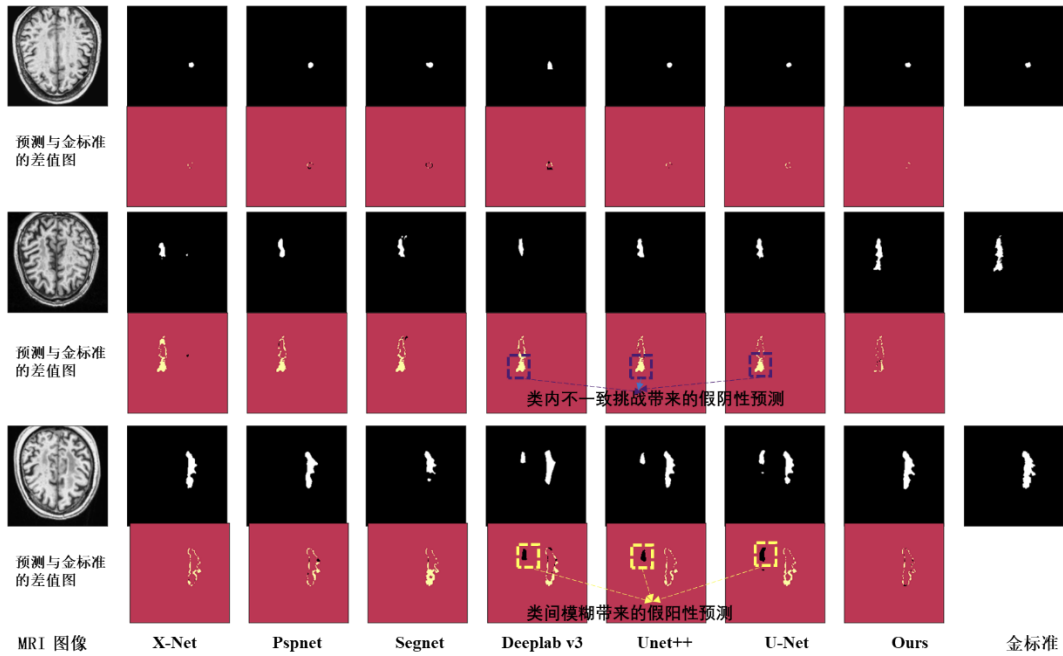 预测与金标准
的差值图
预测与金标准
的差值图
类内不一致挑战带来的假阴性预测
预测与金标准
的差值图
类间模糊带来的假阳性预测
MRI 图像 X-Net Pspnet Segnet Deeplab v3 Unet++ U-Net Ours 金标准